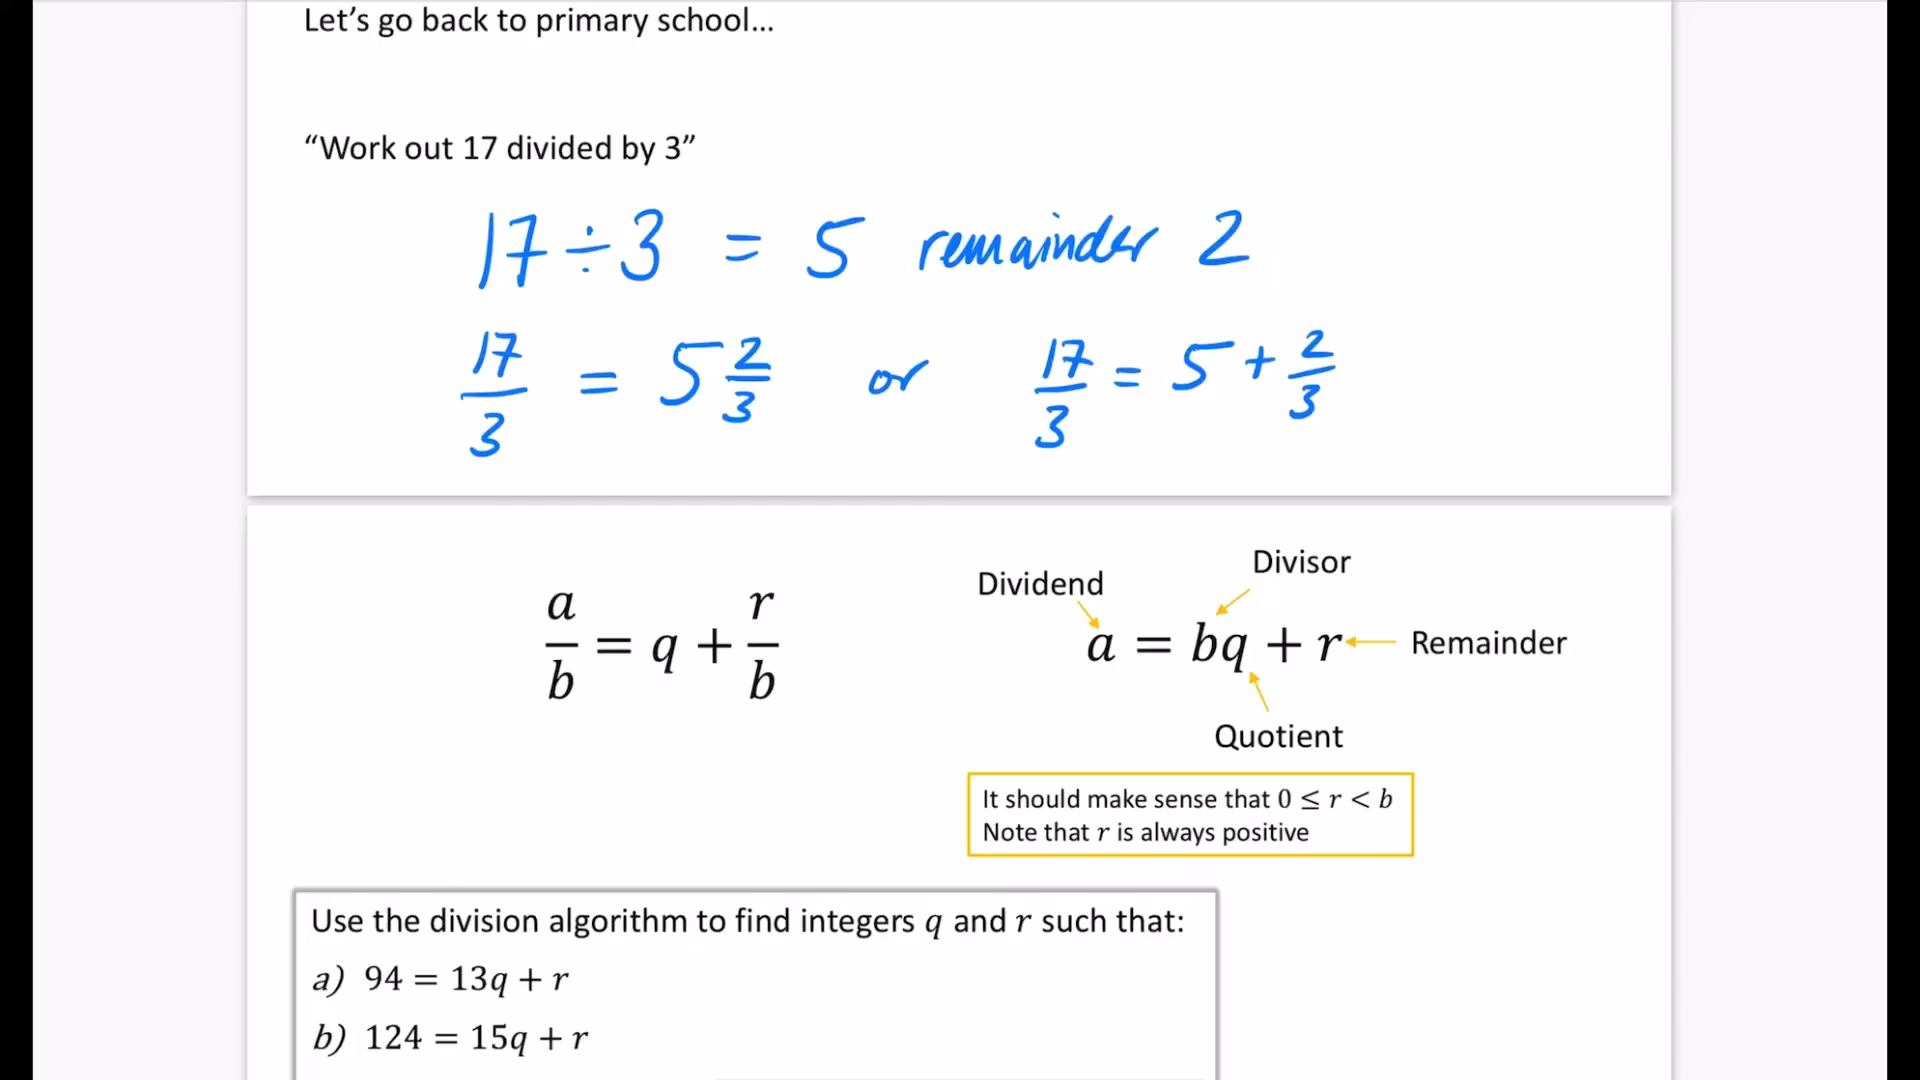 Let’s go back to primary school...
“Work out 17 divided by 3”
17 ÷ 3 = 5 remainder 2
17/3 = 5 2/3 or 17/3 = 5 + 2/3
a/b = q + r/b
Dividend
Divisor
a = bq + r
Remainder
Quotient
It should make sense that 0 ≤ r < b
Note that r is always positive
Use the division algorithm to find integers q and r such that:
a) 94 = 13q + r
b) 124 = 15q + r